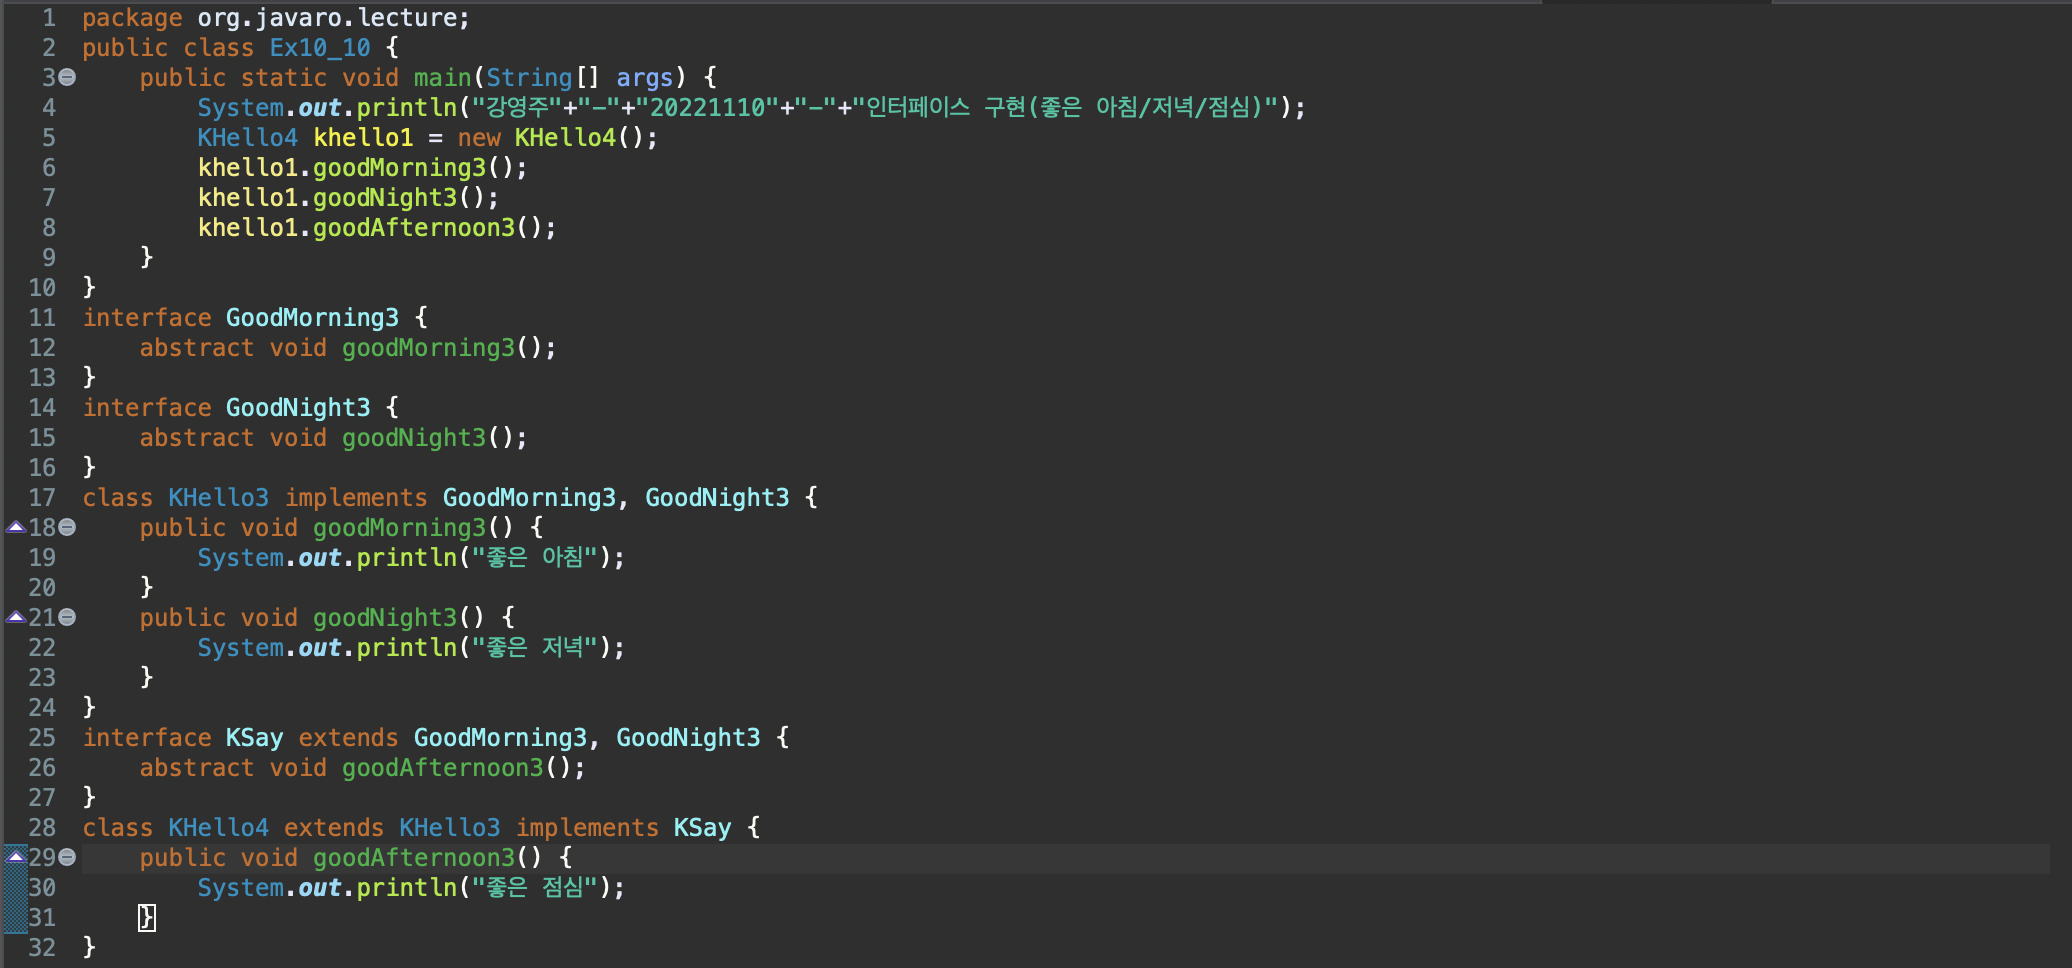 1 package org.javaro.lecture;
2 public class Ex10_10 {
3 public static void main(String[] args) {
4 System.out.println("강영주"+"-"+"20221110"+"-"+"인터페이스 구현(좋은 아침/저녁/점심)");
5 KHello4 khello1 = new KHello4();
6 khello1.goodMorning3();
7 khello1.goodNight3();
8 khello1.goodAfternoon3();
9 }
10 }
11 interface GoodMorning3 {
12 abstract void goodMorning3();
13 }
14 interface GoodNight3 {
15 abstract void goodNight3();
16 }
17 class KHello3 implements GoodMorning3, GoodNight3 {
18 public void goodMorning3() {
19 System.out.println("좋은 아침");
20 }
21 public void goodNight3() {
22 System.out.println("좋은 저녁");
23 }
24 }
25 interface KSay extends GoodMorning3, GoodNight3 {
26 abstract void goodAfternoon3();
27 }
28 class KHello4 extends KHello3 implements KSay {
29 public void goodAfternoon3() {
30 System.out.println("좋은 점심");
31 }
32 }